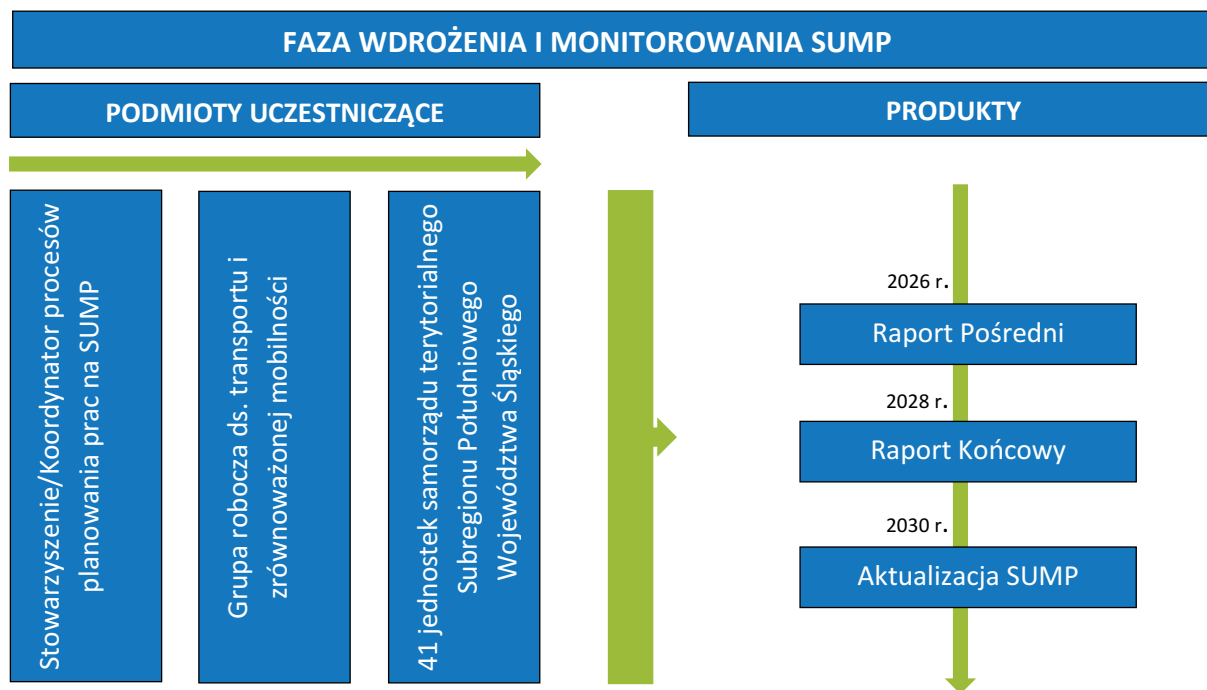 FAZA WDROŻENIA I MONITOROWANIA SUMP
PODMIOTY UCZESTNICZĄCE
Stowarzyszenie/Koordynator procesów
planowania prac na SUMP
Grupa robocza ds. transportu i
zrównoważonej mobilności
41 jednostek samorządu terytorialnego
Subregionu Południowego
Województwa Śląskiego
PRODUKTY
2026 r.
Raport Pośredni
2028 r.
Raport Końcowy
2030 r.
Aktualizacja SUMP